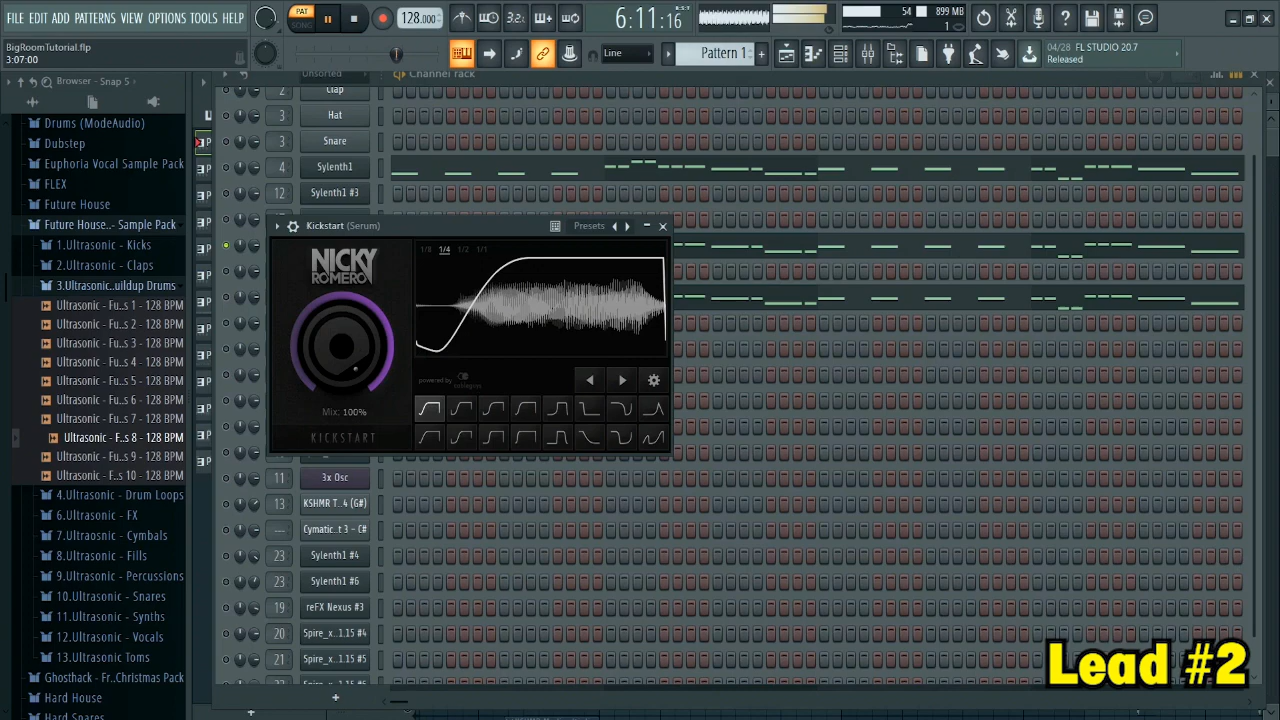 FILE EDIT ADD PATTERNS VIEW OPTIONS TOOLS HELP
PAT
SONG
128.000
3.2.
6:11:16
54
899 MB
BigRoomTutorial.flp
3:07:00
Line
Pattern 1
04/28 FL STUDIO 20.7
Released
Browser - Snap 5
Unsorted
Channel rack
Drums (ModeAudio)
Dubstep
Euphoria Vocal Sample Pack
FLEX
Future House
Future House..- Sample Pack
1.Ultrasonic - Kicks
2.Ultrasonic - Claps
3.Ultrasonic..uildup Drums
Ultrasonic - Fu..s 1 - 128 BPM
Ultrasonic - Fu..s 2 - 128 BPM
Ultrasonic - Fu..s 3 - 128 BPM
Ultrasonic - Fu..s 4 - 128 BPM
Ultrasonic - Fu..s 5 - 128 BPM
Ultrasonic - Fu..s 6 - 128 BPM
Ultrasonic - Fu..s 7 - 128 BPM
Ultrasonic - F..s 8 - 128 BPM
Ultrasonic - Fu..s 9 - 128 BPM
Ultrasonic - F..s 10 - 128 BPM
4.Ultrasonic - Drum Loops
6.Ultrasonic - FX
7.Ultrasonic - Cymbals
8.Ultrasonic - Fills
9.Ultrasonic - Percussions
10.Ultrasonic - Snares
11.Ultrasonic - Synths
12.Ultrasonic - Vocals
13.Ultrasonic Toms
Ghosthack - Fr..Christmas Pack
Hard House
Hard Snares
2 Clap
3 Hat
3 Snare
4 Sylenth1
12 Sylenth1 #3
Kickstart (Serum)
Presets
NICKY
ROMERO
1/8 1/4 1/2 1/1
powered by
Mix: 100%
KICKSTART
11 3x Osc
13 KSHMR T..4 (G#)
--- Cymatic..t 3 ~ C#
23 Sylenth1 #4
23 Sylenth1 #6
19 reFX Nexus #3
20 Spire_x..1.15 #4
21 Spire_x..1.15 #5
Lead #2